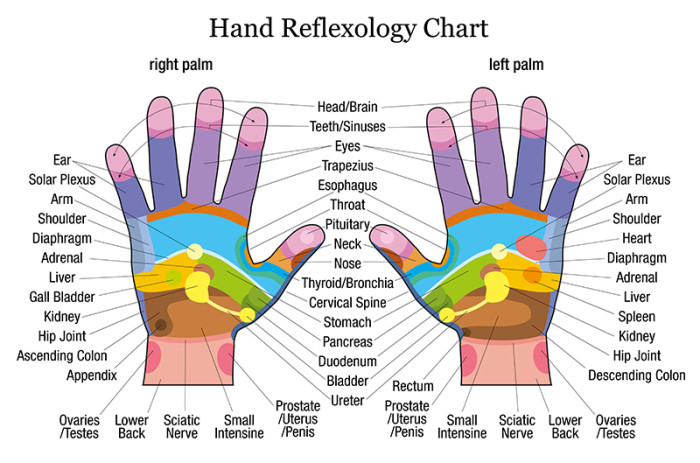 Hand Reflexology Chart
right palm
left palm
Head/Brain
Teeth/Sinuses
Eyes
Trapezius
Esophagus
Throat
Pituitary
Neck
Nose
Thyroid/Bronchia
Cervical Spine
Stomach
Pancreas
Duodenum
Bladder
Ureter
Ear
Solar Plexus
Arm
Shoulder
Diaphragm
Adrenal
Liver
Gall Bladder
Kidney
Hip Joint
Ascending Colon
Appendix
Ear
Solar Plexus
Arm
Shoulder
Heart
Diaphragm
Adrenal
Liver
Spleen
Kidney
Hip Joint
Descending Colon
Rectum
Ovaries
/Testes
Lower
Back
Sciatic
Nerve
Small
Intensine
Prostate
/Uterus
/Penis
Prostate
/Uterus
/Penis
Small
Intensine
Sciatic
Nerve
Lower
Back
Ovaries
/Testes